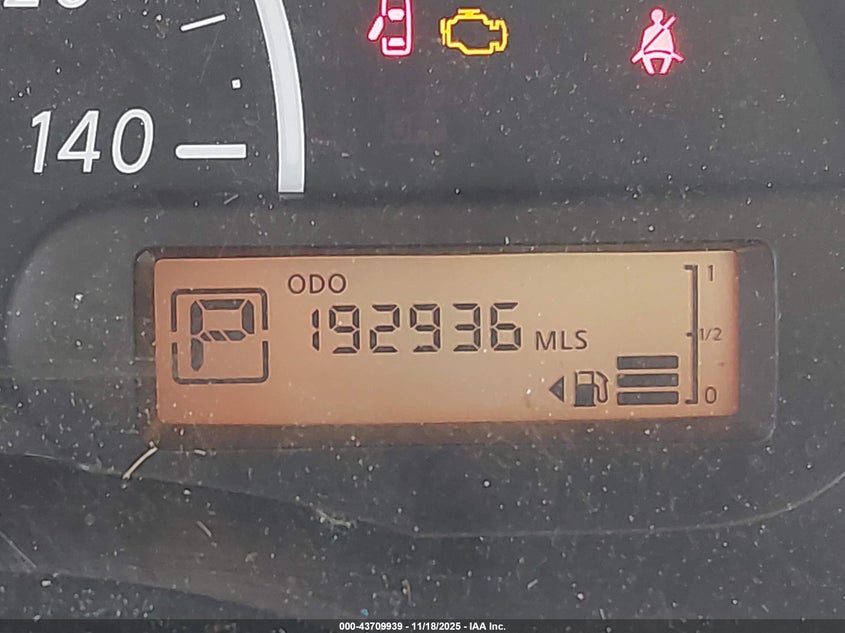 140
ODO
P
192936 MLS
1
1/2
0
000-43709939 - 11/18/2025 - IAA Inc.